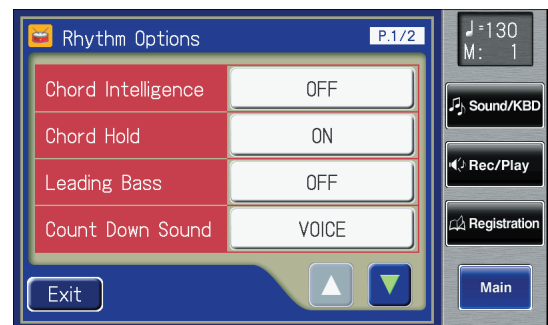 Rhythm Options P.1/2
Chord Intelligence OFF
Chord Hold ON
Leading Bass OFF
Count Down Sound VOICE
Exit
♩=130
M: 1
Sound/KBD
Rec/Play
Registration
Main